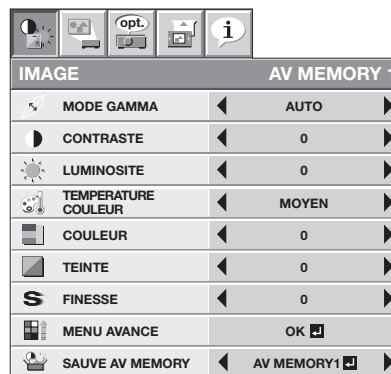 opt.
i
IMAGE AV MEMORY 1
MODE GAMMA AUTO
CONTRASTE 0
LUMINOSITE 0
TEMPERATURE
COULEUR MOYEN
COULEUR 0
TEINTE 0
S FINESSE 0
MENU AVANCE OK
SAUVE AV MEMORY AV MEMORY1